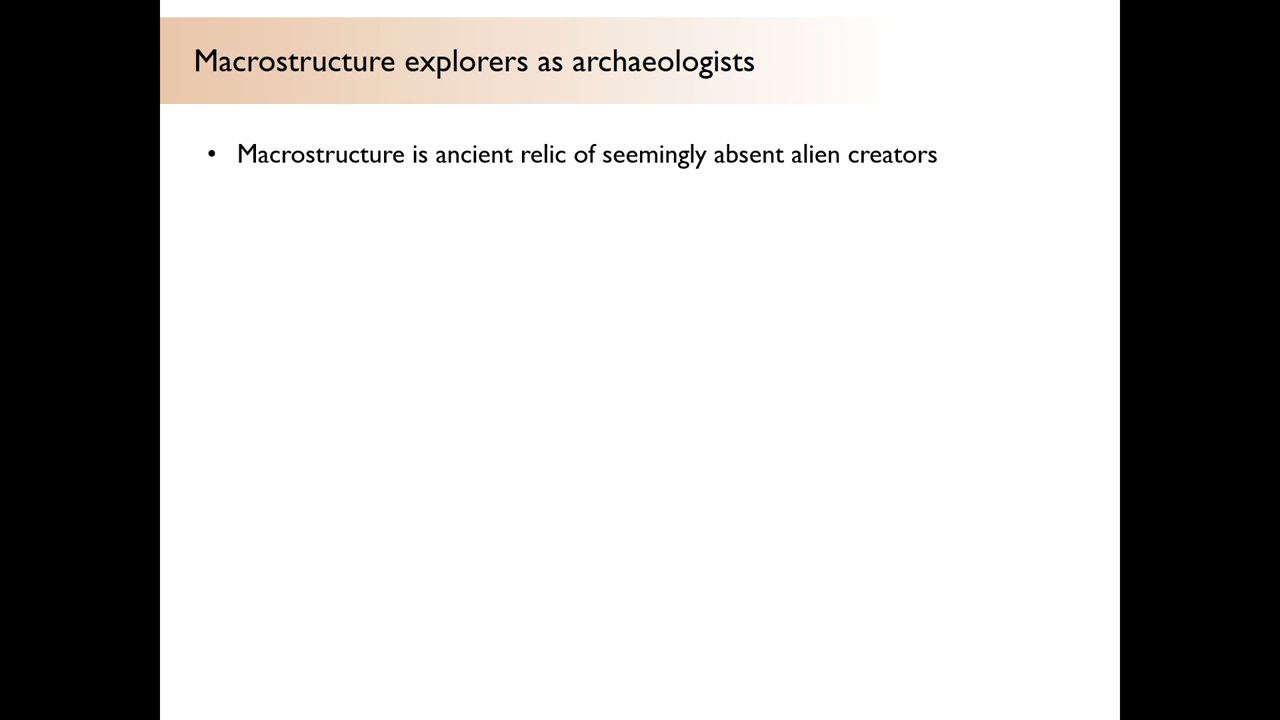 Macrostructure explorers as archaeologists
• Macrostructure is ancient relic of seemingly absent alien creators